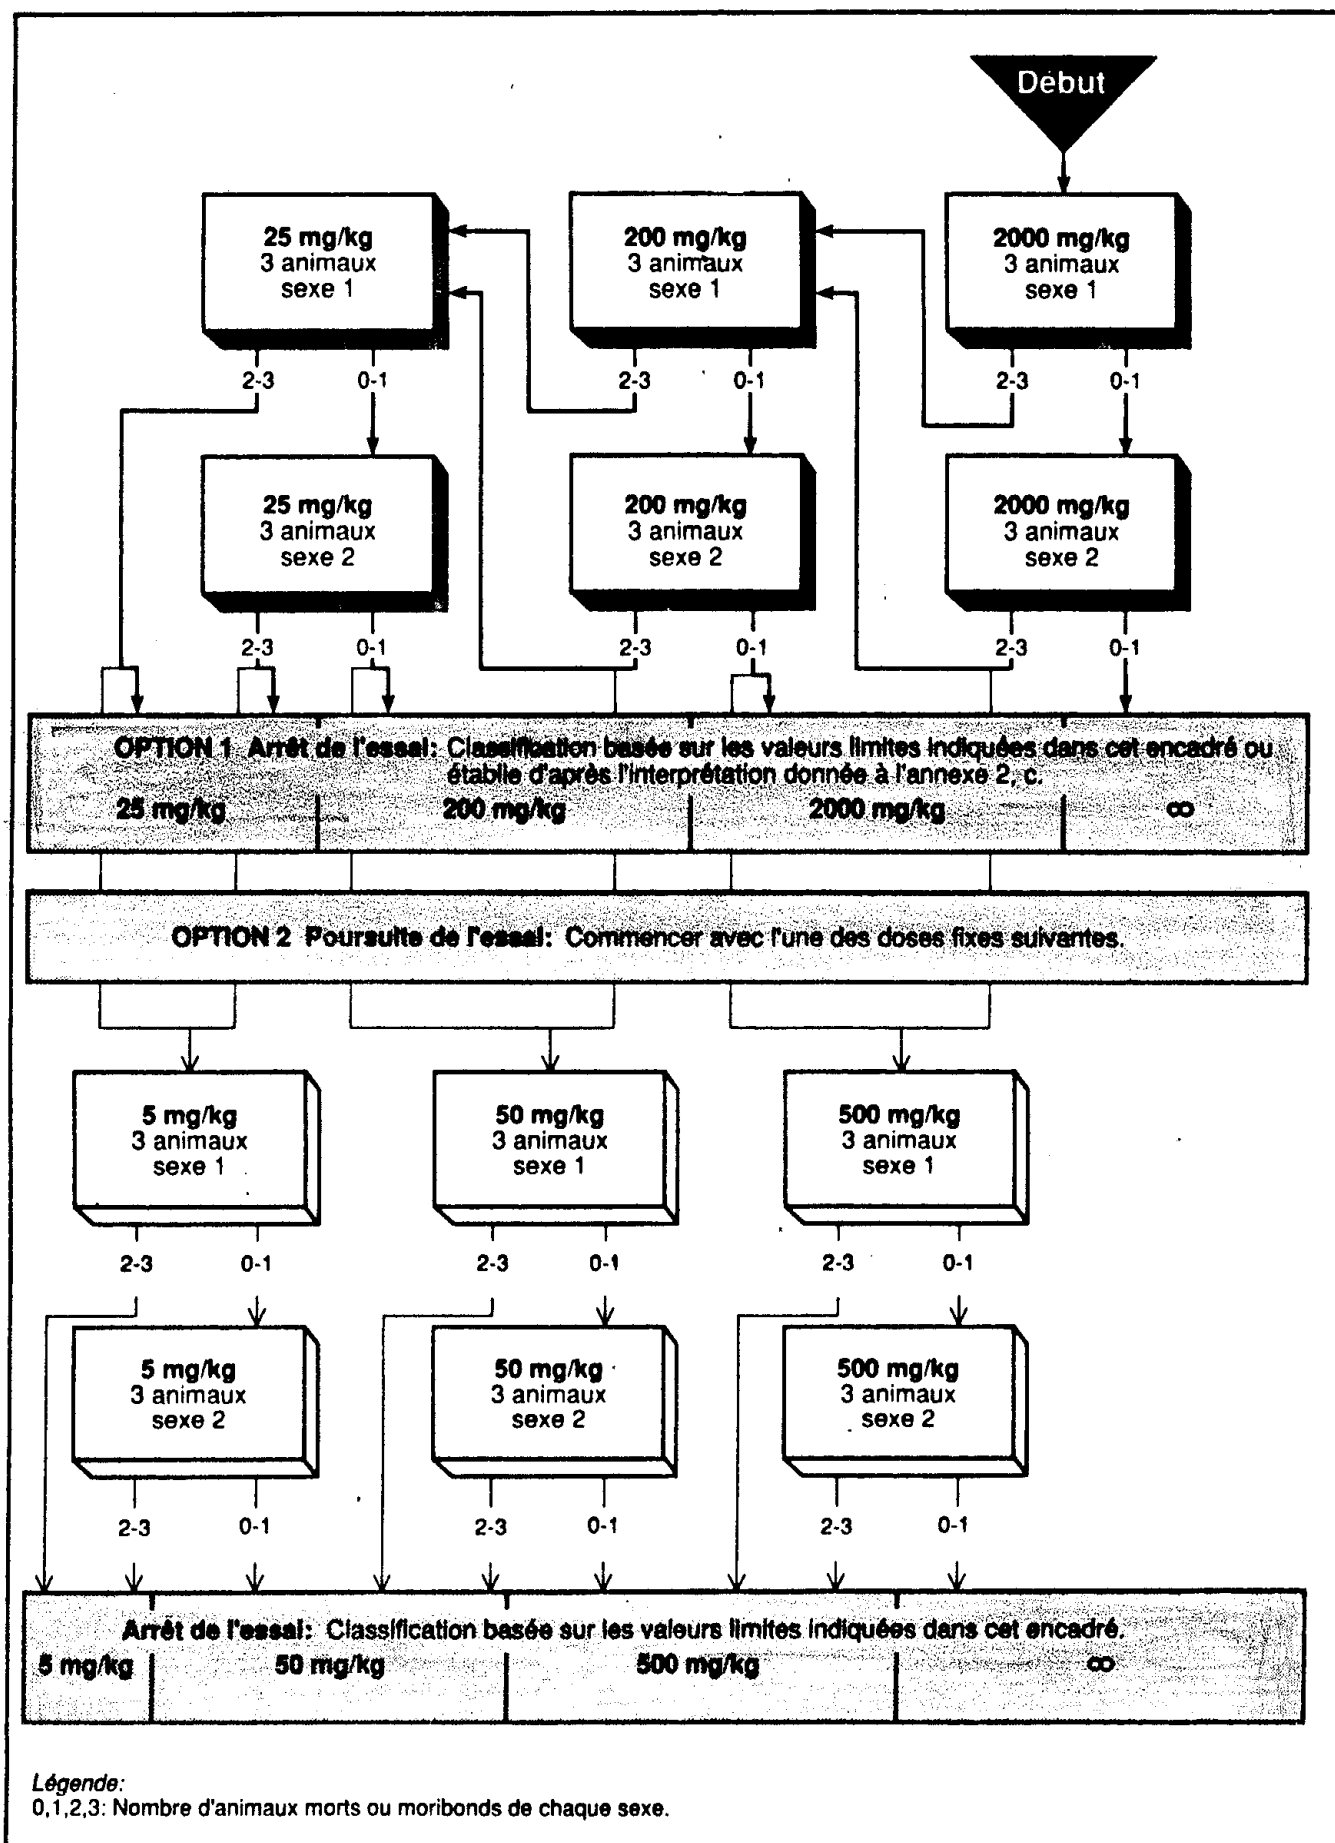 Début
25 mg/kg
3 animaux
sexe 1
200 mg/kg
3 animaux
sexe 1
2000 mg/kg
3 animaux
sexe 1
2-3
0-1
2-3
0-1
2-3
0-1
25 mg/kg
3 animaux
sexe 2
200 mg/kg
3 animaux
sexe 2
2000 mg/kg
3 animaux
sexe 2
2-3
0-1
2-3
0-1
2-3
0-1
OPTION 1 Arrêt de l'essai: Classification basée sur les valeurs limites indiquées dans cet encadré ou
établie d'après l'interprétation donnée à l'annexe 2, c.
25 mg/kg
200 mg/kg
2000 mg/kg
∞
OPTION 2 Poursuite de l'essai: Commencer avec l'une des doses fixes suivantes.
5 mg/kg
3 animaux
sexe 1
50 mg/kg
3 animaux
sexe 1
500 mg/kg
3 animaux
sexe 1
2-3
0-1
2-3
0-1
2-3
0-1
5 mg/kg
3 animaux
sexe 2
50 mg/kg
3 animaux
sexe 2
500 mg/kg
3 animaux
sexe 2
2-3
0-1
2-3
0-1
2-3
0-1
Arrêt de l'essai: Classification basée sur les valeurs limites indiquées dans cet encadré.
5 mg/kg
50 mg/kg
500 mg/kg
∞
Légende:
0,1,2,3: Nombre d'animaux morts ou moribonds de chaque sexe.